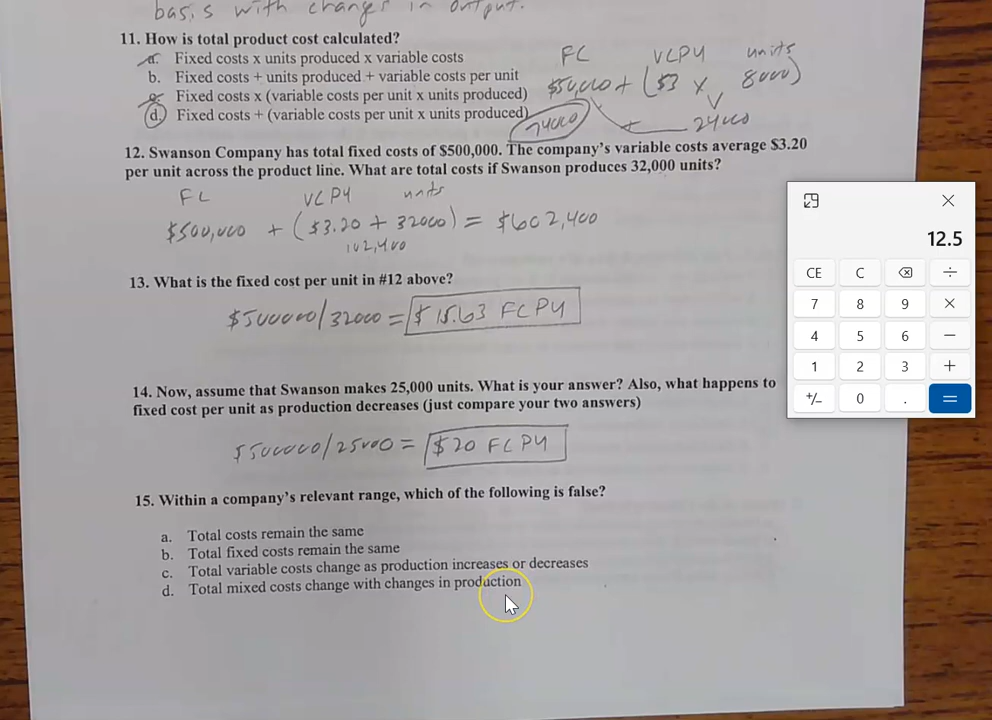 basis with changes in output.
11. How is total product cost calculated?
a. Fixed costs x units produced x variable costs
b. Fixed costs + units produced + variable costs per unit
c. Fixed costs x (variable costs per unit x units produced)
d. Fixed costs + (variable costs per unit x units produced)
FC VCPU units
$50,000 + ($3 x 8000)
74000 + 24000
12. Swanson Company has total fixed costs of $500,000. The company's variable costs average $3.20
per unit across the product line. What are total costs if Swanson produces 32,000 units?
FC VCPU units
$500,000 + ($3.20 + 32000) = $602,400
102,400
13. What is the fixed cost per unit in #12 above?
$500000/32000 = $15.63 FCPU
14. Now, assume that Swanson makes 25,000 units. What is your answer? Also, what happens to
fixed cost per unit as production decreases (just compare your two answers)
$500000/25000 = $20 FCPU
15. Within a company's relevant range, which of the following is false?
a. Total costs remain the same
b. Total fixed costs remain the same
c. Total variable costs change as production increases or decreases
d. Total mixed costs change with changes in production
12.5
CE C ⌫ ÷
7 8 9 ×
4 5 6 −
1 2 3 +
+/− 0 . =